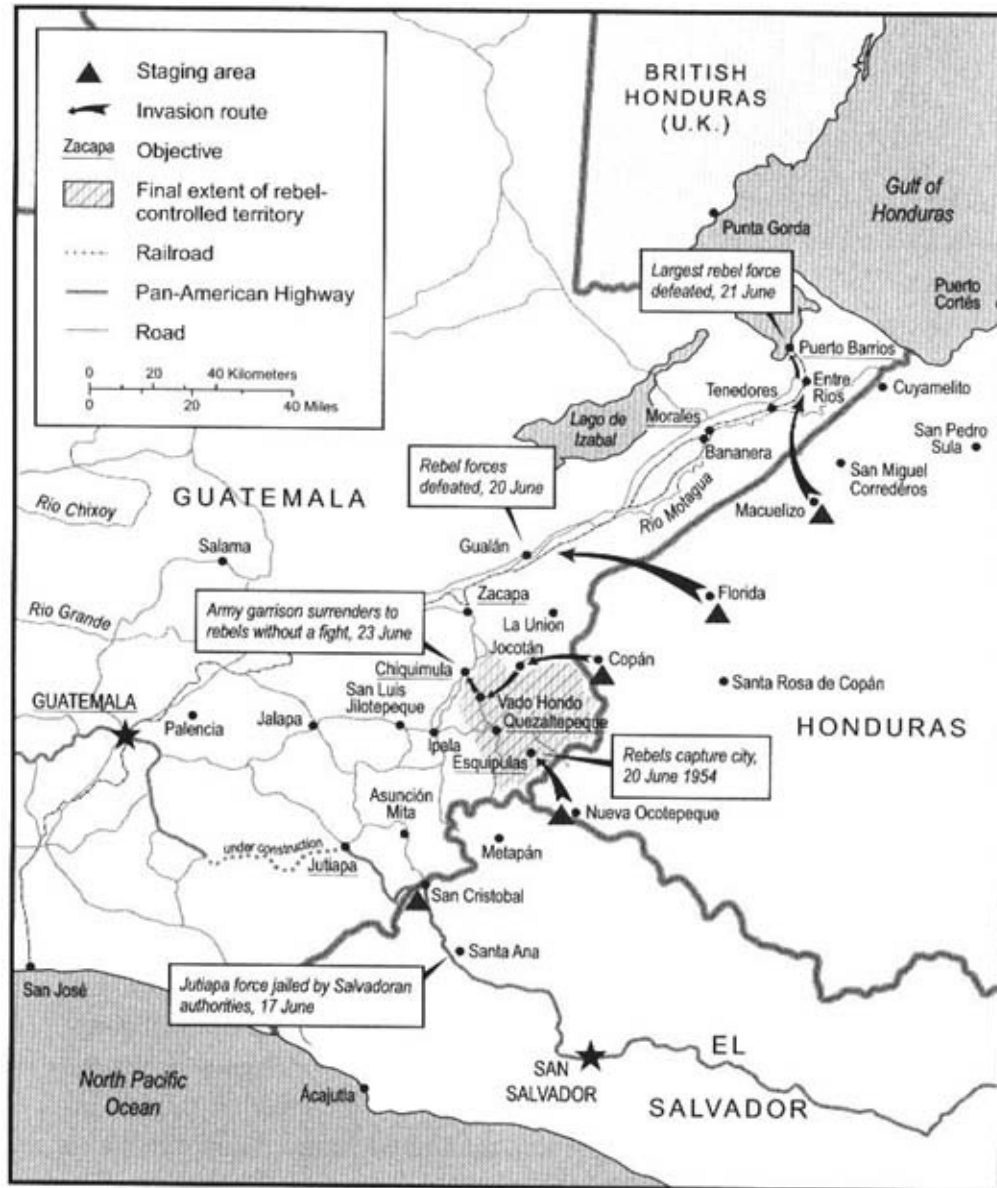 Staging area
Invasion route
Zacapa Objective
Final extent of rebel-
controlled territory
Railroad
Pan-American Highway
Road
0 20 40 Kilometers
0 20 40 Miles
BRITISH
HONDURAS
(U.K.)
Gulf of
Honduras
Punta Gorda
Largest rebel force
defeated, 21 June
Puerto
Cortés
Puerto Barrios
Entre
Rios
Cuyamelito
Tenedores
Lago de
Izabal
Morales
Bananera
San Pedro
Sula
San Miguel
Correderos
Rebel forces
defeated, 20 June
GUATEMALA
Rio Motagua
Macuelizo
Rio Chixoy
Salama
Gualán
Florida
Zacapa
La Union
Army garrison surrenders to
rebels without a fight, 23 June
Rio Grande
Jocotán
Copán
Chiquimula
Santa Rosa de Copán
GUATEMALA
Palencia
Jalapa
San Luis
Jilotepeque
Vado Hondo
Quezaltepeque
Ipala
HONDURAS
Esquipulas
Rebels capture city,
20 June 1954
Asunción
Mita
Nueva Ocotepeque
under construction
Jutiapa
Metapán
San Cristobal
Santa Ana
Jutiapa force jailed by Salvadoran
authorities, 17 June
San José
North Pacific
Ocean
Acajutla
SAN
SALVADOR
EL
SALVADOR